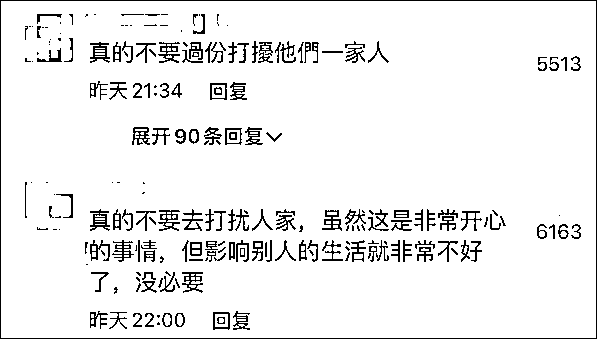 真的不要過份打擾他們一家人
5513
昨天 21:34 回复
展开 90 条回复
真的不要去打扰人家，虽然这是非常开心
6163
的事情，但影响别人的生活就非常不好
了，没必要
昨天 22:00 回复